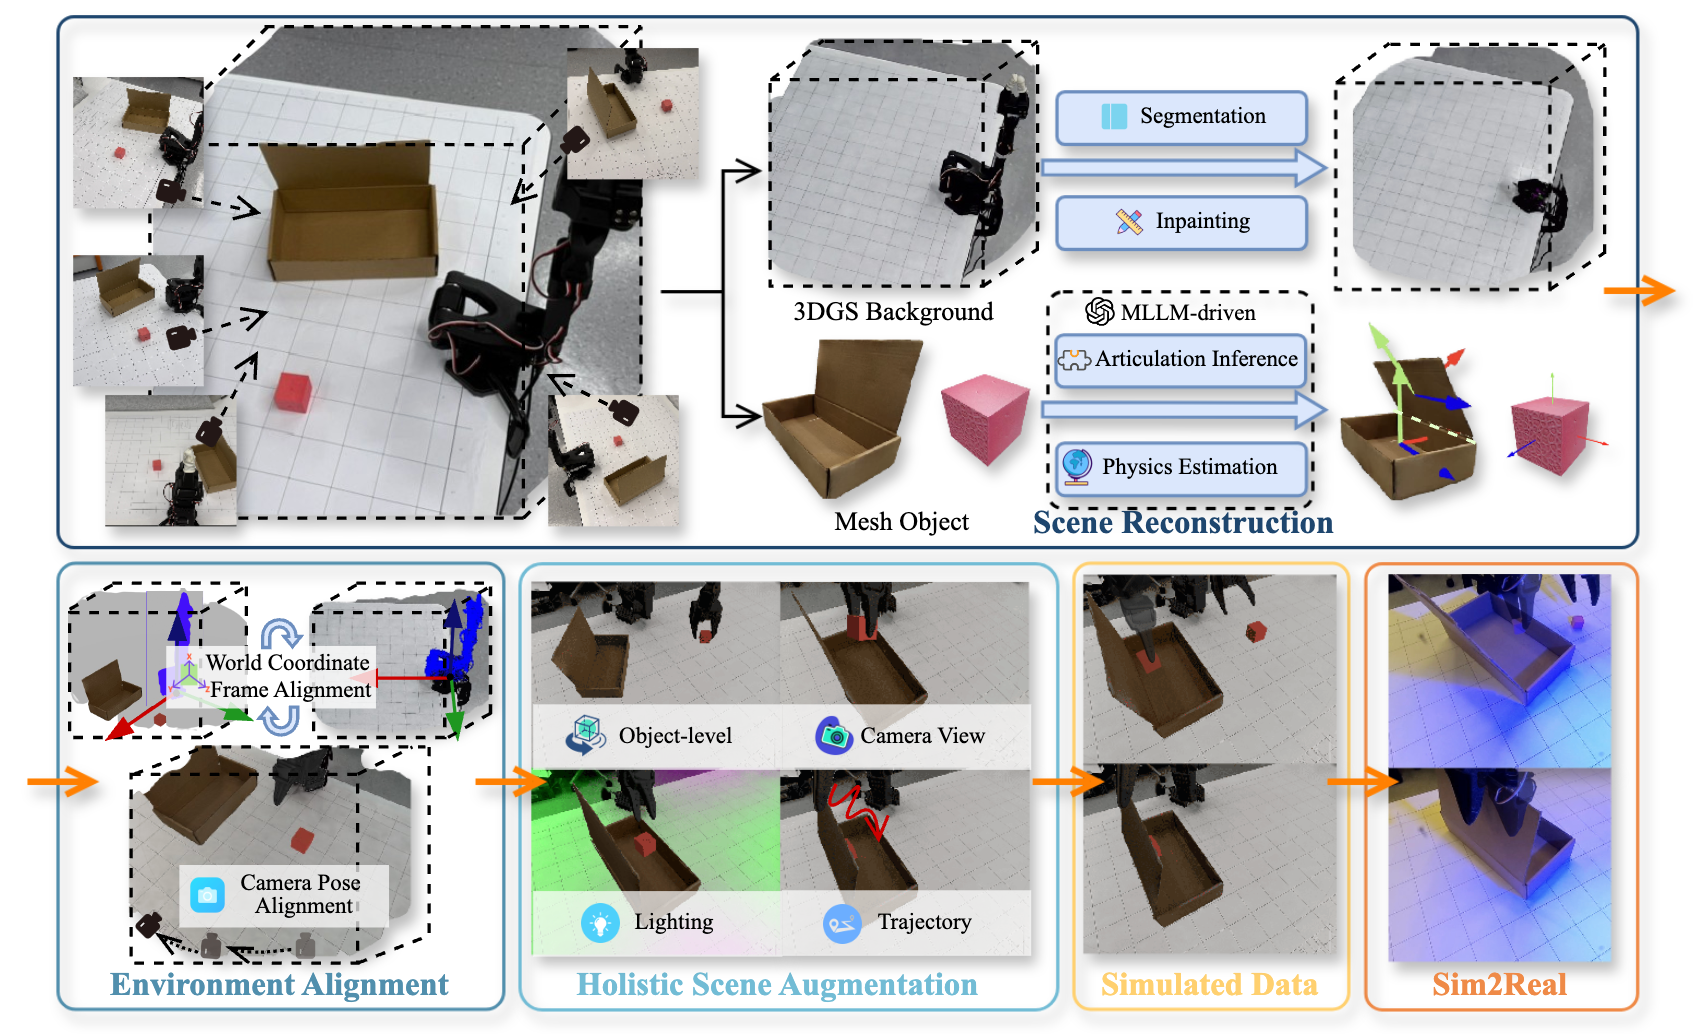 Segmentation
Inpainting
3DGS Background
MLLM-driven
Articulation Inference
Physics Estimation
Mesh Object
Scene Reconstruction
World Coordinate
Frame Alignment
Camera Pose
Alignment
Environment Alignment
Object-level
Camera View
Lighting
Trajectory
Holistic Scene Augmentation
Simulated Data
Sim2Real